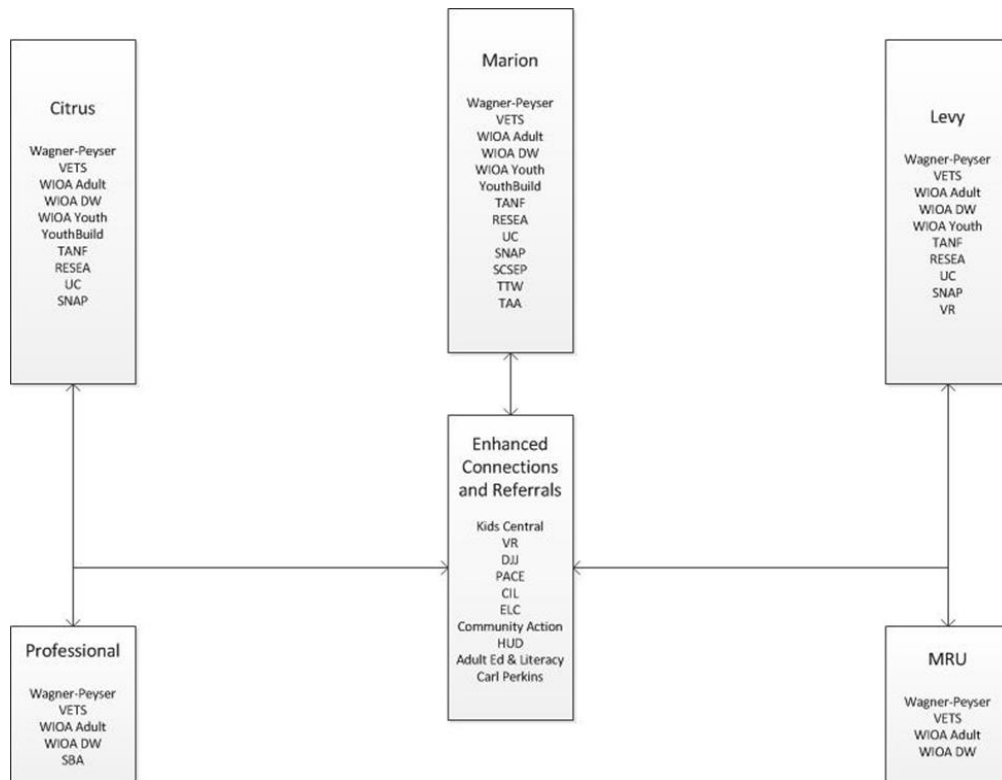 Citrus
Wagner-Peyser
VETS
WIOA Adult
WIOA DW
WIOA Youth
YouthBuild
TANF
RESEA
UC
SNAP
Marion
Wagner-Peyser
VETS
WIOA Adult
WIOA DW
WIOA Youth
YouthBuild
TANF
RESEA
UC
SNAP
SCSEP
TTW
TAA
Levy
Wagner-Peyser
VETS
WIOA Adult
WIOA DW
WIOA Youth
TANF
RESEA
UC
SNAP
VR
Enhanced
Connections
and Referrals
Kids Central
VR
DJJ
PACE
CIL
ELC
Community Action
HUD
Adult Ed & Literacy
Carl Perkins
Professional
Wagner-Peyser
VETS
WIOA Adult
WIOA DW
SBA
MRU
Wagner-Peyser
VETS
WIOA Adult
WIOA DW